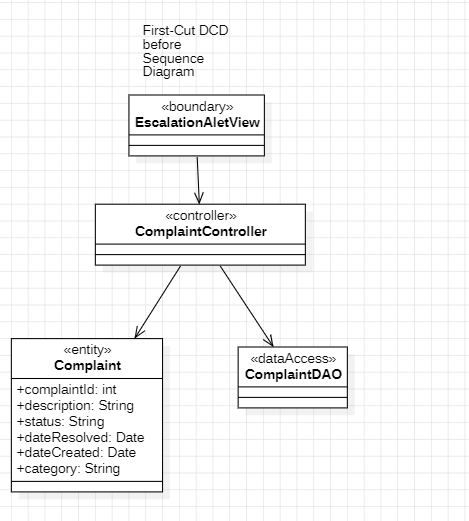 First-Cut DCD
before
Sequence
Diagram
«boundary»
EscalationAletView
«controller»
ComplaintController
«entity»
Complaint
+complaintId: int
+description: String
+status: String
+dateResolved: Date
+dateCreated: Date
+category: String
«dataAccess»
ComplaintDAO